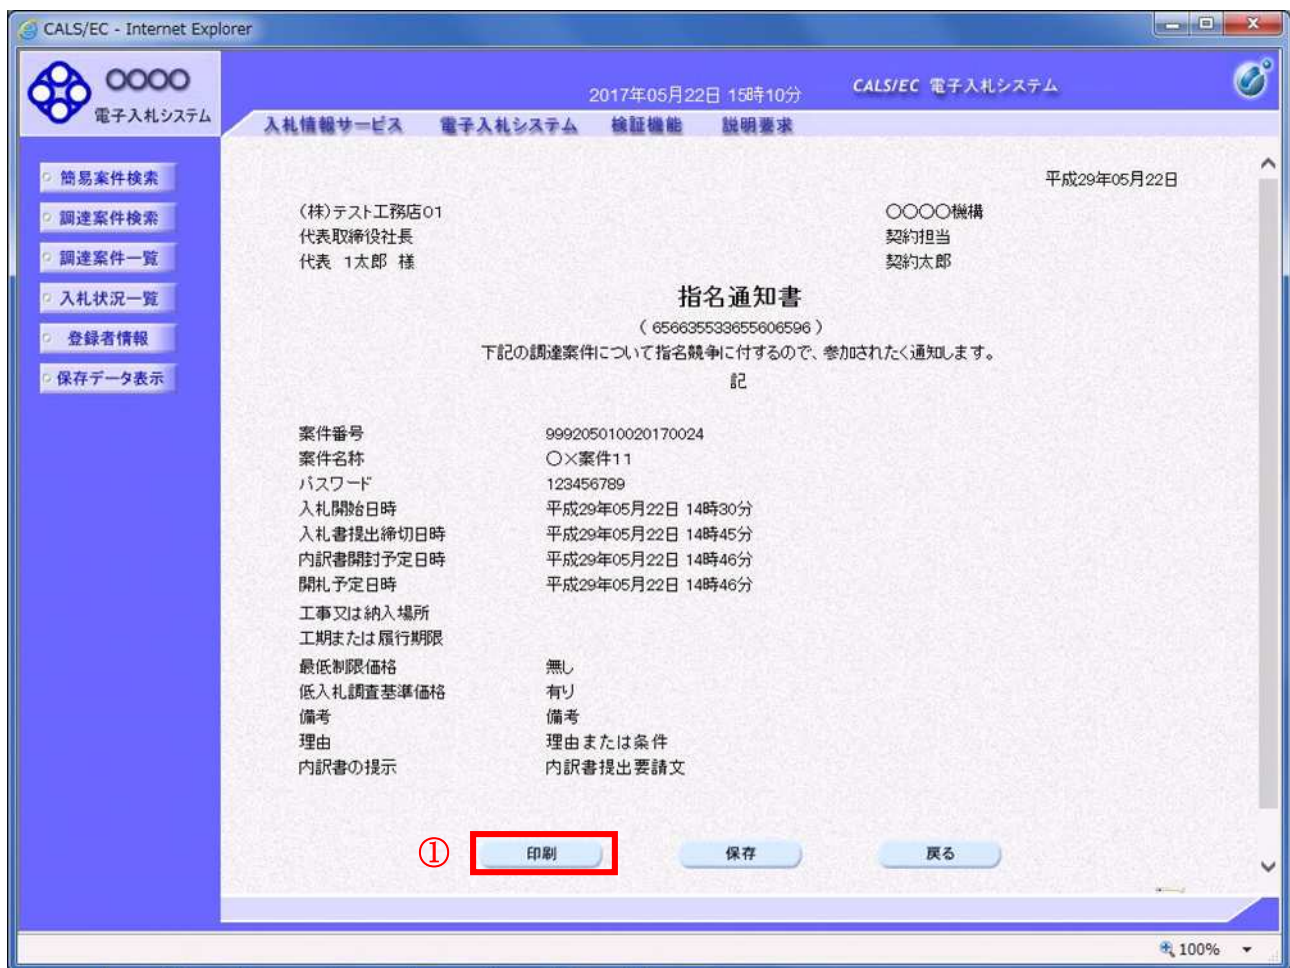 CALS/EC - Internet Explorer
〇〇〇〇
電子入札システム
2017年05月22日 15時10分
CALS/EC 電子入札システム
入札情報サービス 電子入札システム 検証機能 説明要求
簡易案件検索
調達案件検索
調達案件一覧
入札状況一覧
登録者情報
保存データ表示
平成29年05月22日
(株)テスト工務店01
代表取締役社長
代表 1太郎 様
〇〇〇〇機構
契約担当
契約太郎
指名通知書
( 656635533655606596 )
下記の調達案件について指名競争に付するので、参加されたく通知します。
記
案件番号 999205010020170024
案件名称 〇×案件11
パスワード 123456789
入札開始日時 平成29年05月22日 14時30分
入札書提出締切日時 平成29年05月22日 14時45分
内訳書開封予定日時 平成29年05月22日 14時46分
開札予定日時 平成29年05月22日 14時46分
工事又は納入場所
工期または履行期限
最低制限価格 無し
低入札調査基準価格 有り
備考 備考
理由 理由または条件
内訳書の提示 内訳書提出要請文
① 印刷 保存 戻る
100%